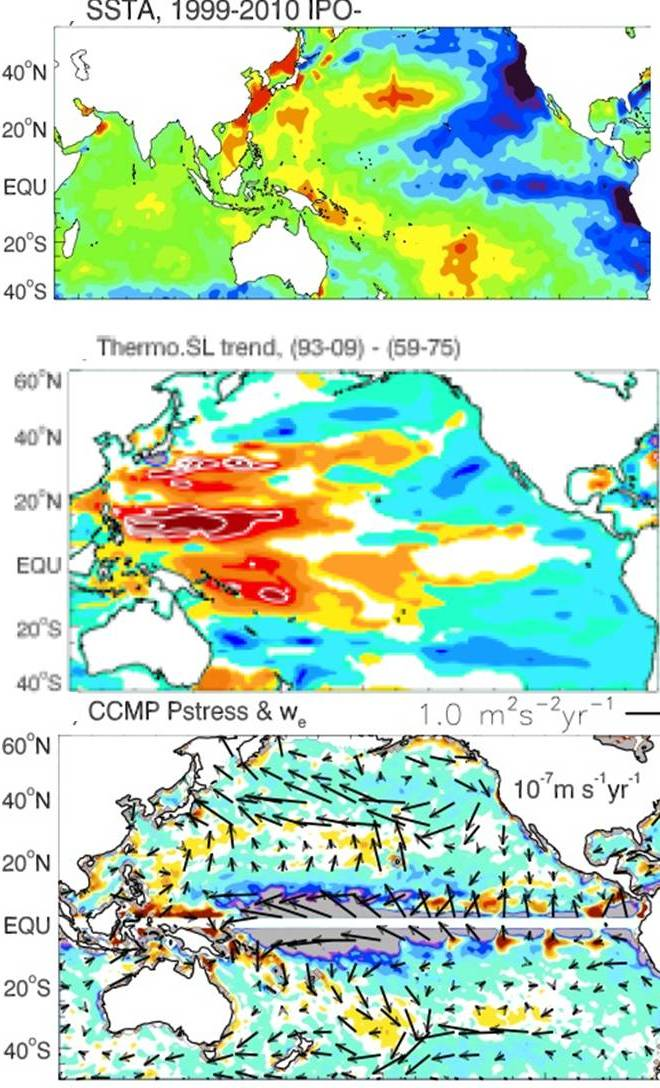 SSTA, 1999-2010 IPO-
40°N
20°N
EQU
20°S
40°S
Thermo.SL trend, (93-09) - (59-75)
60°N
40°N
20°N
EQU
20°S
40°S
CCMP Pstress & wₑ 1.0 m²s⁻²yr⁻¹
60°N
10⁻⁷m s⁻¹yr⁻¹
40°N
20°N
EQU
20°S
40°S